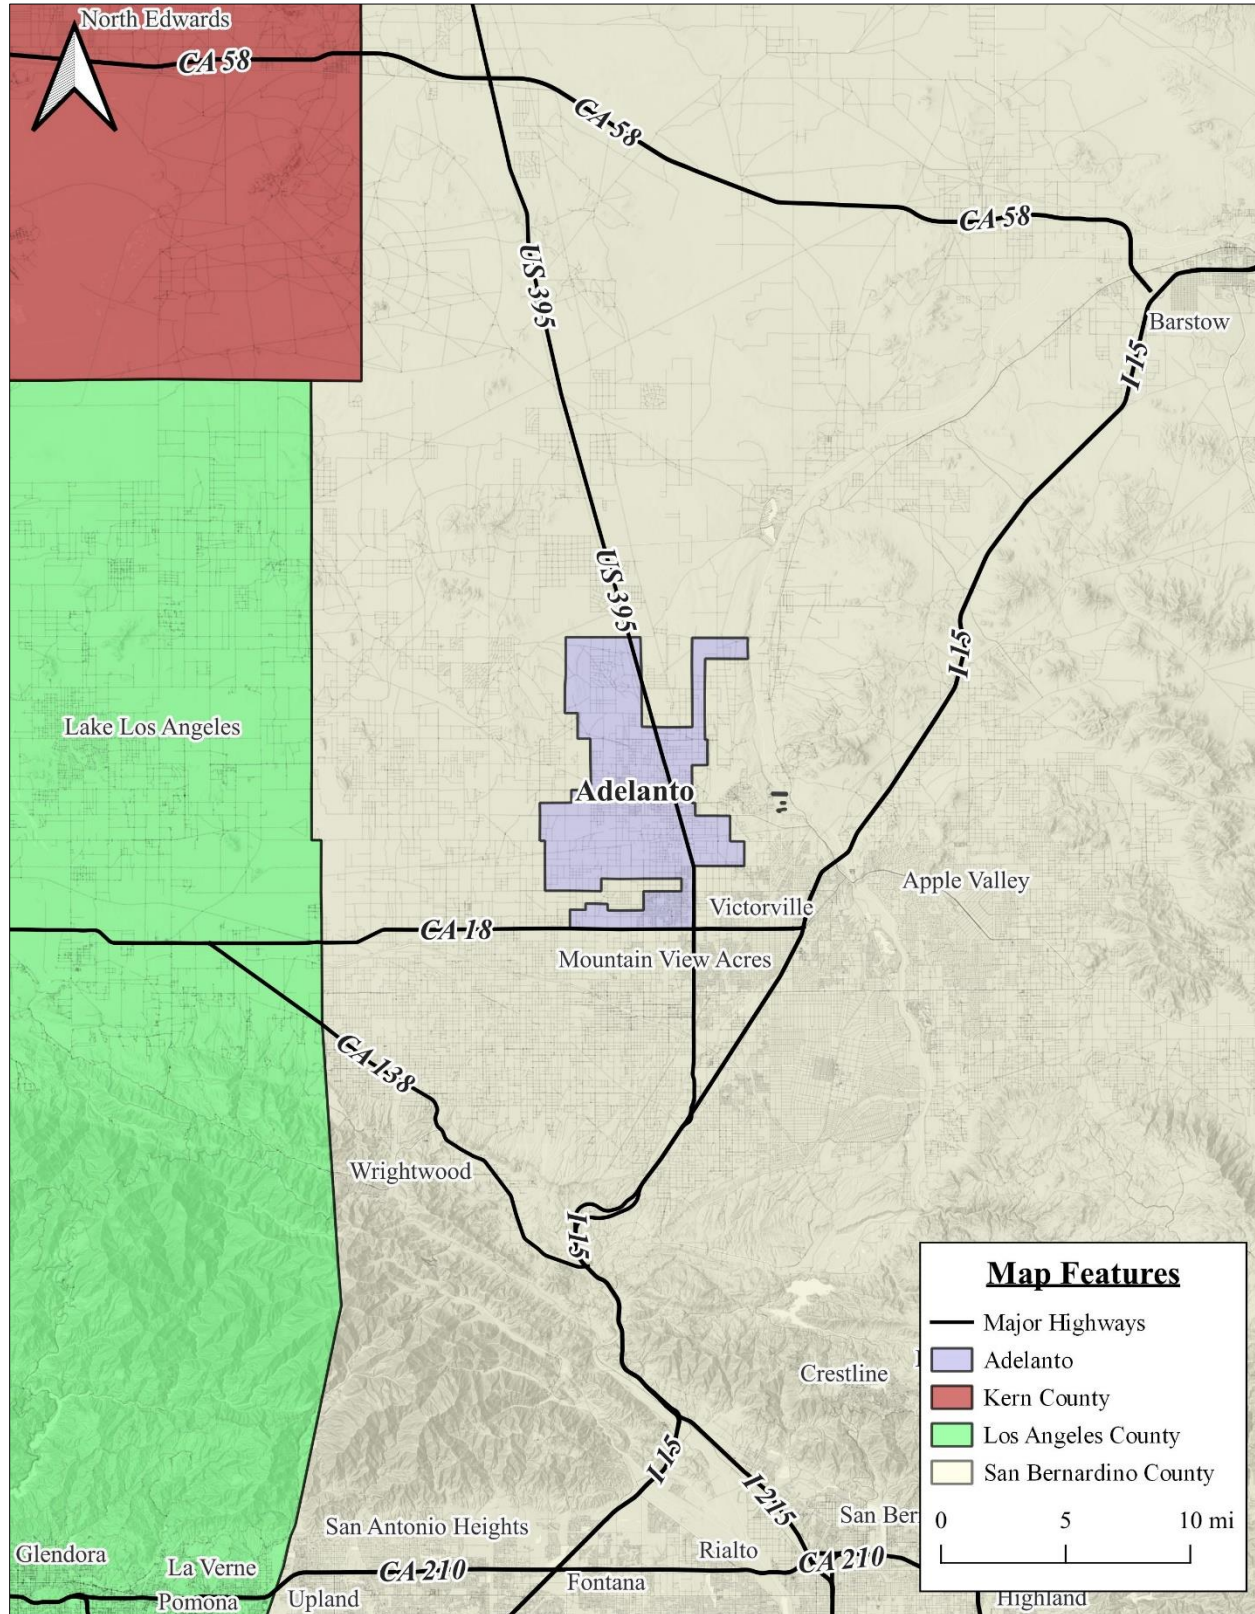 North Edwards
CA 58
CA 58
CA 58
US-395
Barstow
I-15
US-395
I-15
Lake Los Angeles
Adelanto
Apple Valley
Victorville
CA 18
Mountain View Acres
CA-138
Wrightwood
I-15
Map Features
Major Highways
Adelanto
Kern County
Los Angeles County
San Bernardino County
0 5 10 mi
Crestline
I-15
I-215
San Ber
San Antonio Heights
Rialto
CA 210
Glendora
La Verne
CA 210
Fontana
Pomona
Upland
Highland